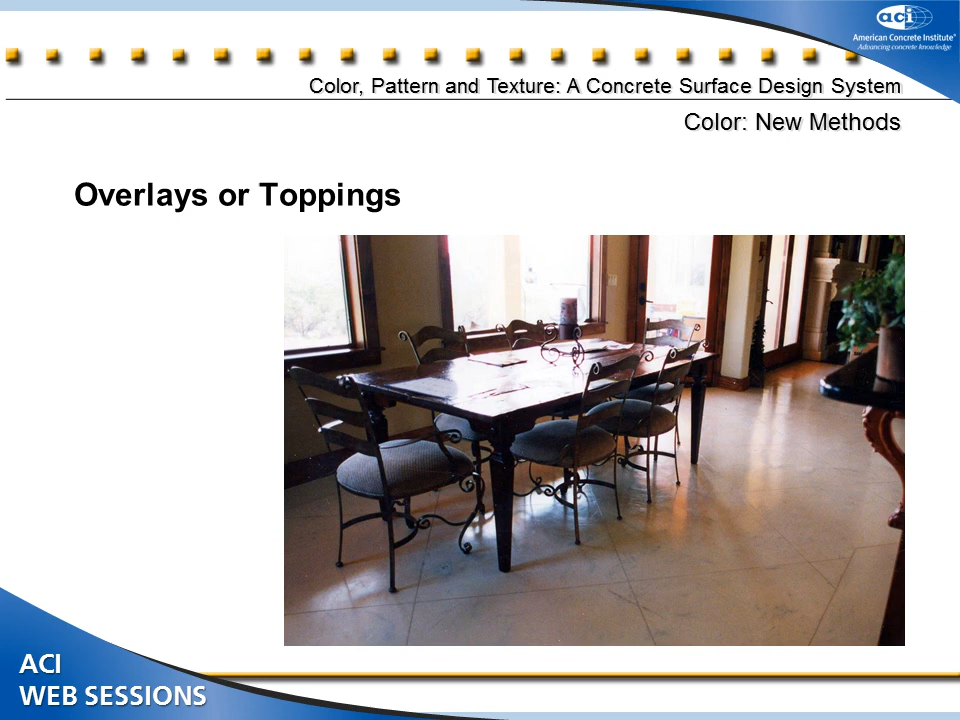 aci
American Concrete Institute®
Advancing concrete knowledge
Color, Pattern and Texture: A Concrete Surface Design System
Color: New Methods
Overlays or Toppings
ACI
WEB SESSIONS